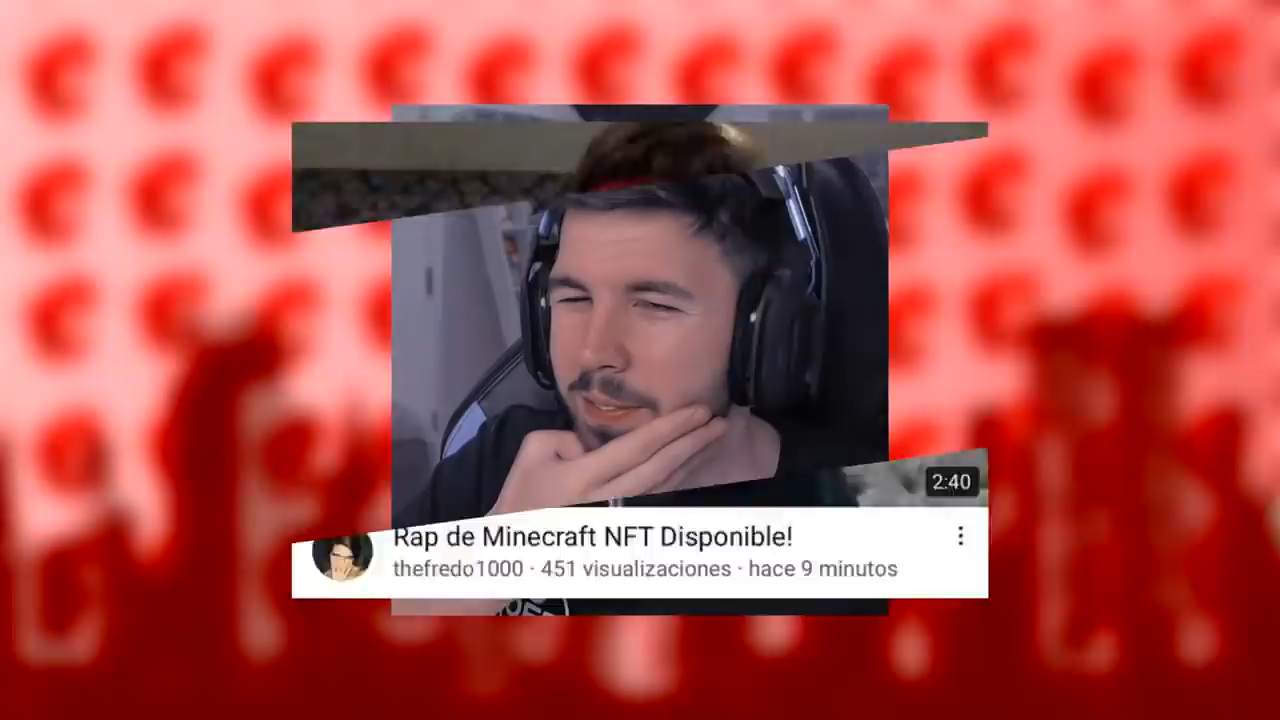 2:40
Rap de Minecraft NFT Disponible!
thefredo1000 · 451 visualizaciones · hace 9 minutos